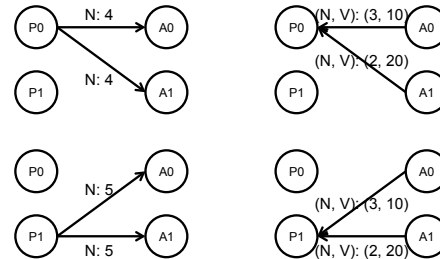 P0
N: 4
A0
P1
N: 4
A1
P0
(N, V): (3, 10)
A0
P1
(N, V): (2, 20)
A1
P0
N: 5
A0
P1
N: 5
A1
P0
(N, V): (3, 10)
A0
P1
(N, V): (2, 20)
A1